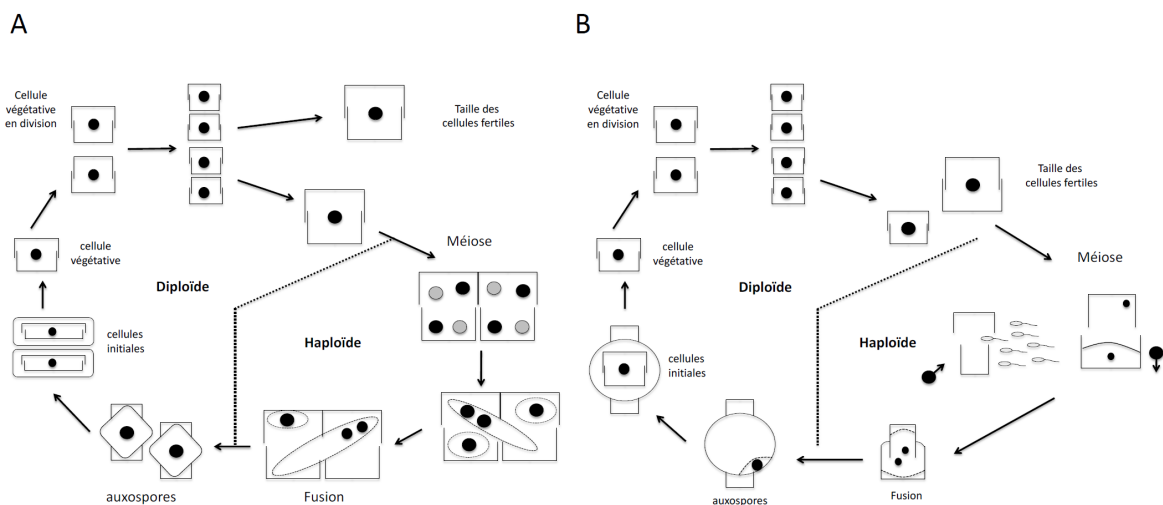 A
Cellule
végétative
en division
Taille des
cellules fertiles
cellule
végétative
Méiose
Diploïde
Haploïde
cellules
initiales
auxospores
Fusion
B
Cellule
végétative
en division
Taille des
cellules fertiles
cellule
végétative
Méiose
Diploïde
Haploïde
cellules
initiales
auxospores
Fusion